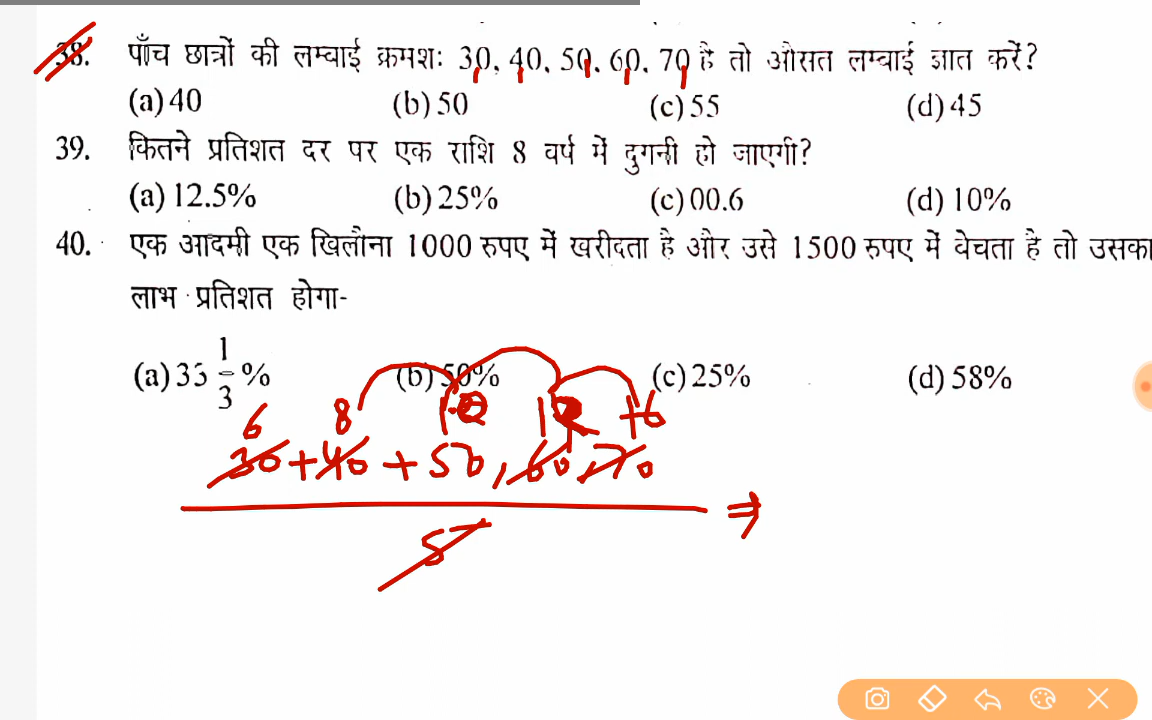 38. पाँच छात्रों की लम्बाई क्रमशः 30, 40, 50, 60, 70 है तो औसत लम्बाई ज्ञात करें?
(a) 40 (b) 50 (c) 55 (d) 45
39. कितने प्रतिशत दर पर एक राशि 8 वर्ष में दुगनी हो जाएगी?
(a) 12.5% (b) 25% (c) 00.6 (d) 10%
40. एक आदमी एक खिलौना 1000 रुपए में खरीदता है और उसे 1500 रुपए में बेचता है तो उसका
लाभ प्रतिशत होगा-
(a) 33 1/3 % (b) 50% (c) 25% (d) 58%
6 8
30 + 40 + 50, 60, 70 ⇒
5